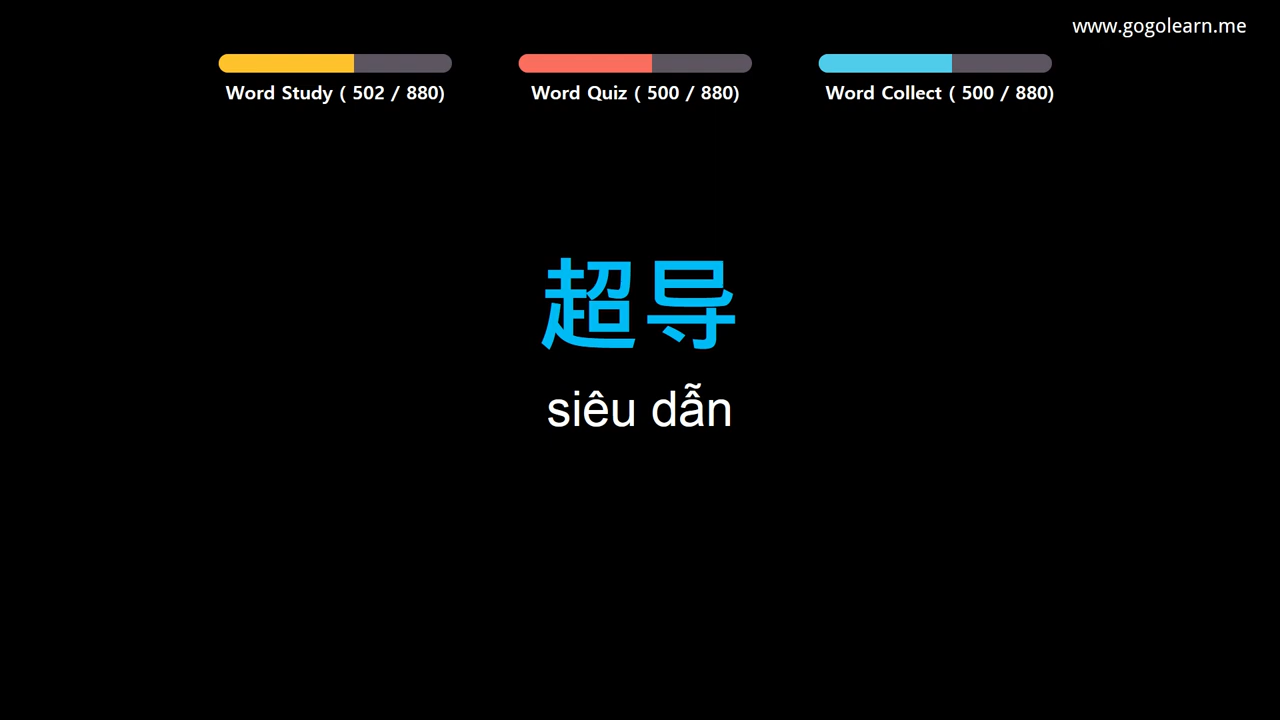 www.gogolearn.me
Word Study ( 502 / 880)
Word Quiz ( 500 / 880)
Word Collect ( 500 / 880)
超导
siêu dẫn